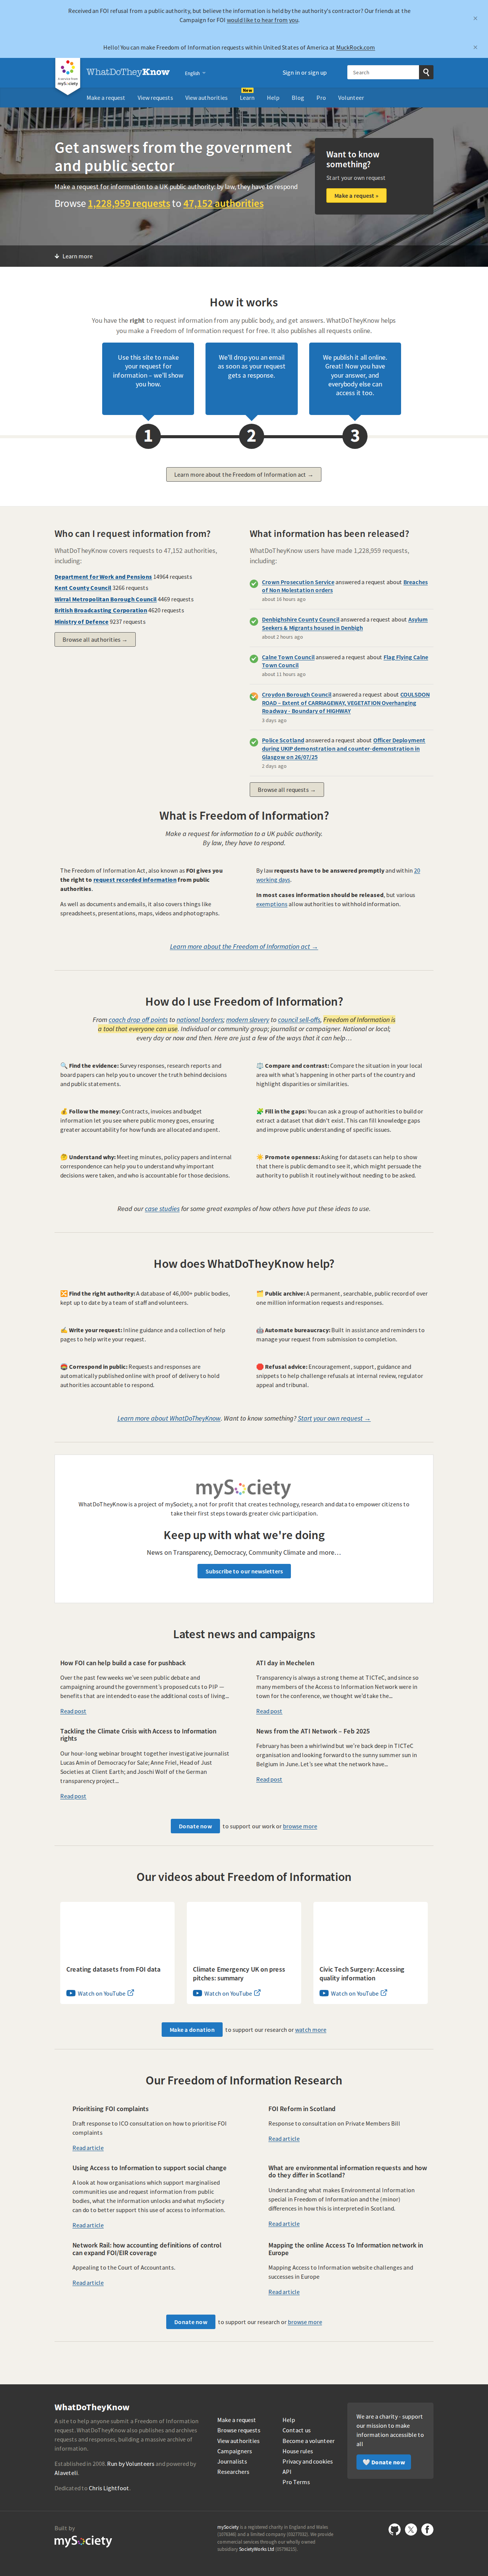 Received an FOI refusal from a public authority, but believe the information is held by the authority's contractor? Our friends at the
Campaign for FOI would like to hear from you.
×
Hello! You can make Freedom of Information requests within United States of America at MuckRock.com
×
mySociety
WhatDoTheyKnow
English
Sign in or sign up
Search
Make a request
View requests
View authorities
New
Learn
Help
Blog
Pro
Volunteer
Get answers from the government
and public sector
Make a request for information to a UK public authority: by law, they have to respond
Browse 1,228,959 requests to 47,152 authorities
Want to know
something?
Start your own request
Make a request »
Learn more
How it works
You have the right to request information from any public body, and get answers. WhatDoTheyKnow helps
you make a Freedom of Information request for free. It also publishes all requests online.
Use this site to make
your request for
information – we'll show
you how.
We'll drop you an email
as soon as your request
gets a response.
We publish it all online.
Great! Now you have
your answer, and
everybody else can
access it too.
1
2
3
Learn more about the Freedom of Information act →
Who can I request information from?
WhatDoTheyKnow covers requests to 47,152 authorities,
including:
Department for Work and Pensions 14964 requests
Kent County Council 3266 requests
Wirral Metropolitan Borough Council 4469 requests
British Broadcasting Corporation 4620 requests
Ministry of Defence 9237 requests
Browse all authorities →
What information has been released?
WhatDoTheyKnow users have made 1,228,959 requests,
including:
Crown Prosecution Service answered a request about Breaches
of Non Molestation orders
about 16 hours ago
Denbighshire County Council answered a request about Asylum
Seekers & Migrants housed in Denbigh
about 2 hours ago
Calne Town Council answered a request about Flag Flying Calne
Town Council
about 11 hours ago
Croydon Borough Council answered a request about COULSDON
ROAD – Extent of CARRIAGEWAY, VEGETATION Overhanging
Roadway - Boundary of HIGHWAY
3 days ago
Police Scotland answered a request about Officer Deployment
during UKIP demonstration and counter-demonstration in
Glasgow on 26/07/25
2 days ago
Browse all requests →
What is Freedom of Information?
Make a request for information to a UK public authority.
By law, they have to respond.
The Freedom of Information Act, also known as FOI gives you
the right to request recorded information from public
authorities.
As well as documents and emails, it also covers things like
spreadsheets, presentations, maps, videos and photographs.
By law requests have to be answered promptly and within 20
working days.
In most cases information should be released, but various
exemptions allow authorities to withhold information.
Learn more about the Freedom of Information act →
How do I use Freedom of Information?
From coach drop off points to national borders; modern slavery to council sell-offs, Freedom of Information is
a tool that everyone can use. Individual or community group; journalist or campaigner. National or local;
every day or now and then. Here are just a few of the ways that it can help…
🔍 Find the evidence: Survey responses, research reports and
board papers can help you to uncover the truth behind decisions
and public statements.
⚖️ Compare and contrast: Compare the situation in your local
area with what's happening in other parts of the country and
highlight disparities or similarities.
💰 Follow the money: Contracts, invoices and budget
information let you see where public money goes, ensuring
greater accountability for how funds are allocated and spent.
🧩 Fill in the gaps: You can ask a group of authorities to build or
extract a dataset that didn't exist. This can fill knowledge gaps
and improve public understanding of specific issues.
🤔 Understand why: Meeting minutes, policy papers and internal
correspondence can help you to understand why important
decisions were taken, and who is accountable for those decisions.
☀️ Promote openness: Asking for datasets can help to show
that there is public demand to see it, which might persuade the
authority to publish it routinely without needing to be asked.
Read our case studies for some great examples of how others have put these ideas to use.
How does WhatDoTheyKnow help?
🔀 Find the right authority: A database of 46,000+ public bodies,
kept up to date by a team of staff and volunteers.
🗂️ Public archive: A permanent, searchable, public record of over
one million information requests and responses.
✍️ Write your request: Inline guidance and a collection of help
pages to help write your request.
🤖 Automate bureaucracy: Built in assistance and reminders to
manage your request from submission to completion.
Correspond in public: Requests and responses are
automatically published online with proof of delivery to hold
authorities accountable to respond.
🛑 Refusal advice: Encouragement, support, guidance and
snippets to help challenge refusals at internal review, regulator
appeal and tribunal.
Learn more about WhatDoTheyKnow. Want to know something? Start your own request →
mySociety
WhatDoTheyKnow is a project of mySociety, a not for profit that creates technology, research and data to empower citizens to
take their first steps towards greater civic participation.
Keep up with what we're doing
News on Transparency, Democracy, Community Climate and more…
Subscribe to our newsletters
Latest news and campaigns
How FOI can help build a case for pushback
Over the past few weeks we've seen public debate and
campaigning around the government's proposed cuts to PIP —
benefits that are intended to ease the additional costs of living...
Read post
ATI day in Mechelen
Transparency is always a strong theme at TICTeC, and since so
many members of the Access to Information Network were in
town for the conference, we thought we'd take the...
Read post
Tackling the Climate Crisis with Access to Information
rights
Our hour-long webinar brought together investigative journalist
Lucas Amin of Democracy for Sale; Anne Friel, Head of Just
Societies at Client Earth; and Joschi Wolf of the German
transparency project...
Read post
News from the ATI Network – Feb 2025
February has been a whirlwind but we're back deep in TICTeC
organisation and looking forward to the sunny summer sun in
Belgium in June. Let's see what the network have...
Read post
Donate now to support our work or browse more
Our videos about Freedom of Information
Creating datasets from FOI data
Watch on YouTube
Climate Emergency UK on press
pitches: summary
Watch on YouTube
Civic Tech Surgery: Accessing
quality information
Watch on YouTube
Make a donation to support our research or watch more
Our Freedom of Information Research
Prioritising FOI complaints
Draft response to ICO consultation on how to prioritise FOI
complaints
Read article
FOI Reform in Scotland
Response to consultation on Private Members Bill
Read article
Using Access to Information to support social change
A look at how organisations which support marginalised
communities use and request information from public
bodies, what the information unlocks and what mySociety
can do to better support this use of access to information.
Read article
What are environmental information requests and how
do they differ in Scotland?
Understanding what makes Environmental Information
special in Freedom of Information and the (minor)
differences in how this is interpreted in Scotland.
Read article
Network Rail: how accounting definitions of control
can expand FOI/EIR coverage
Appealing to the Court of Accountants.
Read article
Mapping the online Access To Information network in
Europe
Mapping Access to Information website challenges and
successes in Europe
Read article
Donate now to support our research or browse more
WhatDoTheyKnow
A site to help anyone submit a Freedom of Information
request. WhatDoTheyKnow also publishes and archives
requests and responses, building a massive archive of
information.
Established in 2008. Run by Volunteers and powered by
Alaveteli.
Dedicated to Chris Lightfoot.
Make a request
Browse requests
View authorities
Campaigners
Journalists
Researchers
Help
Contact us
Become a volunteer
House rules
Privacy and cookies
API
Pro Terms
We are a charity - support
our mission to make
information accessible to
all
🤍 Donate now
Built by
mySociety
mySociety is a registered charity in England and Wales
(1076346) and a limited company (03277032). We provide
commercial services through our wholly owned
subsidiary SocietyWorks Ltd (05798215).